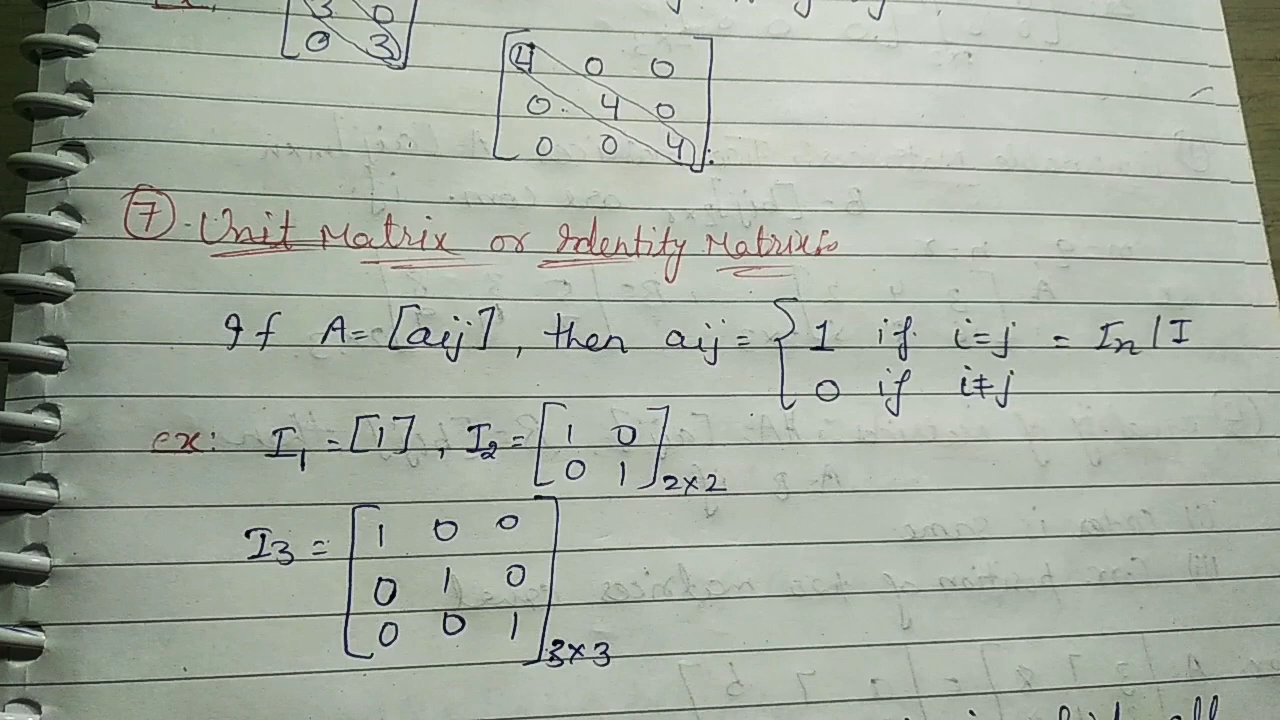 3 0
0 3
4 0 0
0 4 0
0 0 4
⑦ Unit Matrix or Identity Matrix:
If A = [aij], then aij = { 1 if i=j = In/I
0 if i≠j
ex: I1 = [1], I2 = [1 0
0 1]2×2
I3 = [1 0 0
0 1 0
0 0 1]3×3